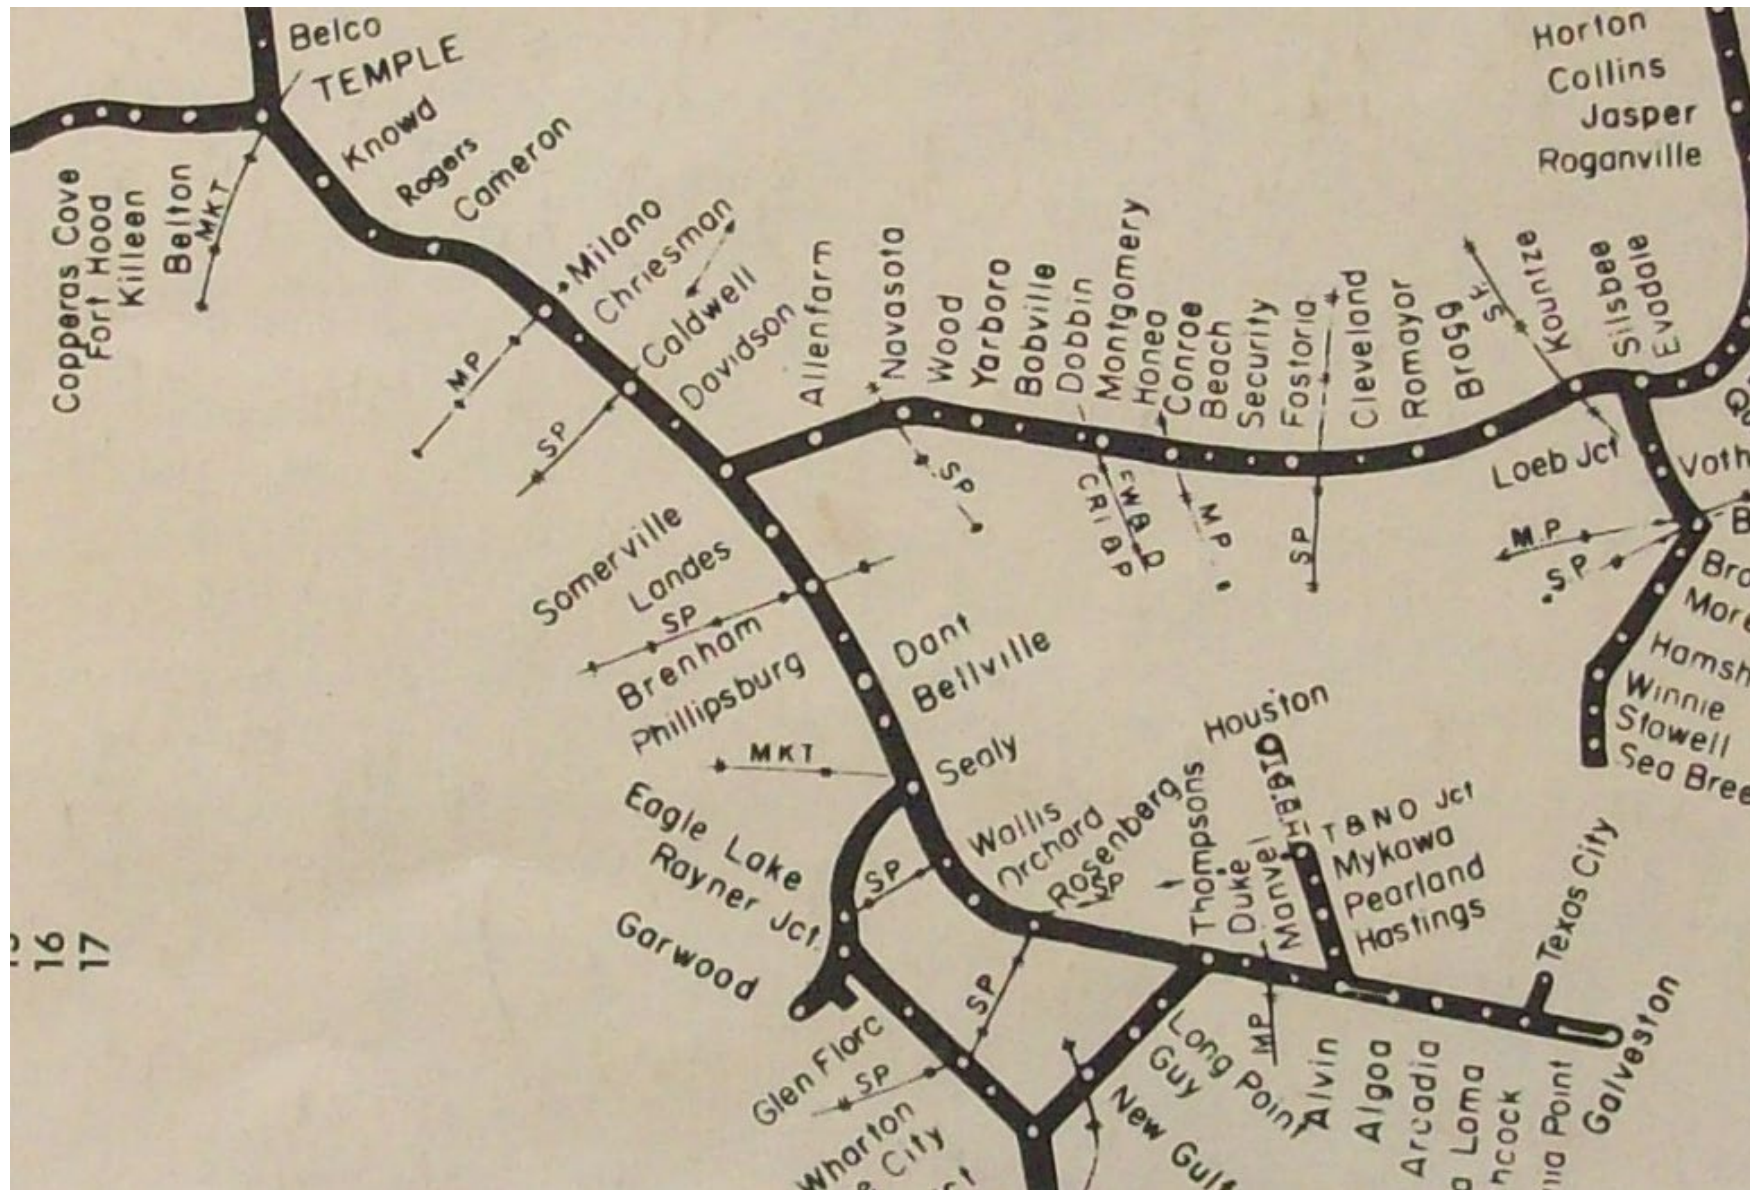 Belco
TEMPLE
Knowd
Rogers
Cameron
Milano
Chriesman
Caldwell
Davidson
Copperas Cove
Fort Hood
Killeen
Belton
MKT
MP
SP
Allenfarm
Navasota
Wood
Yarboro
Bobville
Dobbin
Montgomery
Honea
Conroe
Beach
Security
Fostoria
Cleveland
Romayor
Bragg
Kountze
Silsbee
Evadale
Horton
Collins
Jasper
Roganville
SP
CRI&P
FW&D
MP
SP
Loeb Jct
Voth
M.P
SP
Somerville
Landes
SP
Brenham
Phillipsburg
Dant
Bellville
MKT
Sealy
Eagle Lake
Rayner Jct.
Garwood
SP
Wallis
Orchard
Rosenberg
SP
Thompsons
Duke
Manvel
Houston
T&NO Jct
Mykawa
Pearland
Hastings
Texas City
Galveston
Winnie
Stowell
16
17
SP
SP
MP
Long Point
Guy
New Gulf
Alvin
Algoa
Arcadia
Loma
Point
Wharton
City